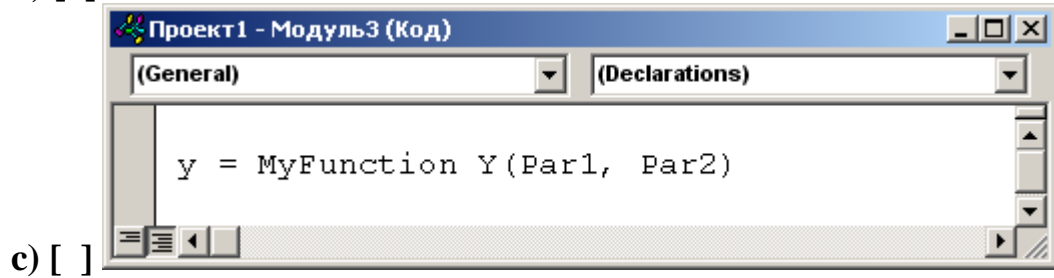 Проект1 - Модуль3 (Код)
(General) (Declarations)
y = MyFunction Y(Par1, Par2)
c) [ ]